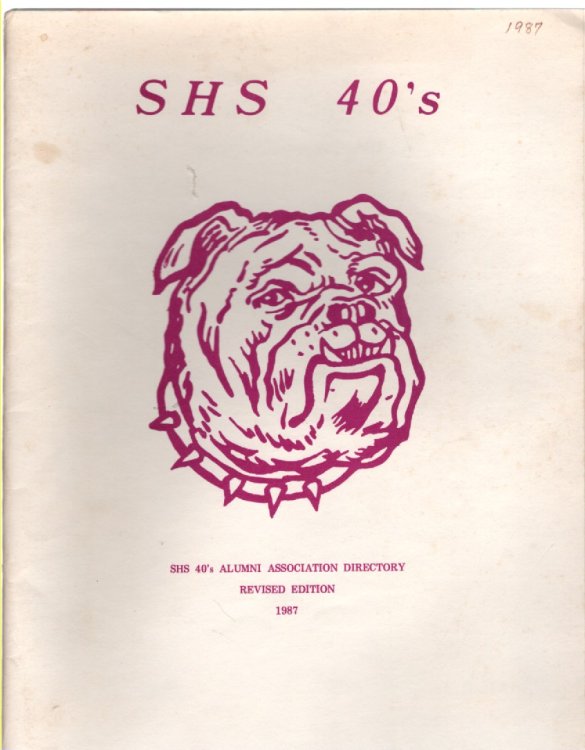 1987
SHS 40's
SHS 40's ALUMNI ASSOCIATION DIRECTORY
REVISED EDITION
1987